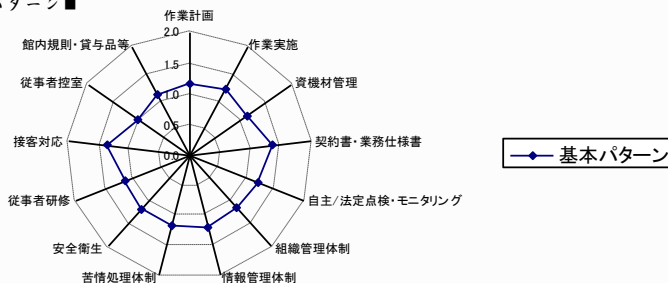 パターン■
作業計画
2.0
館内規則・貸与品等
作業実施
1.5
従事者控室
資機材管理
1.0
0.5
接客対応
契約書・業務仕様書
0.0
基本パターン
従事者研修
自主/法定点検・モニタリング
安全衛生
組織管理体制
苦情処理体制
情報管理体制